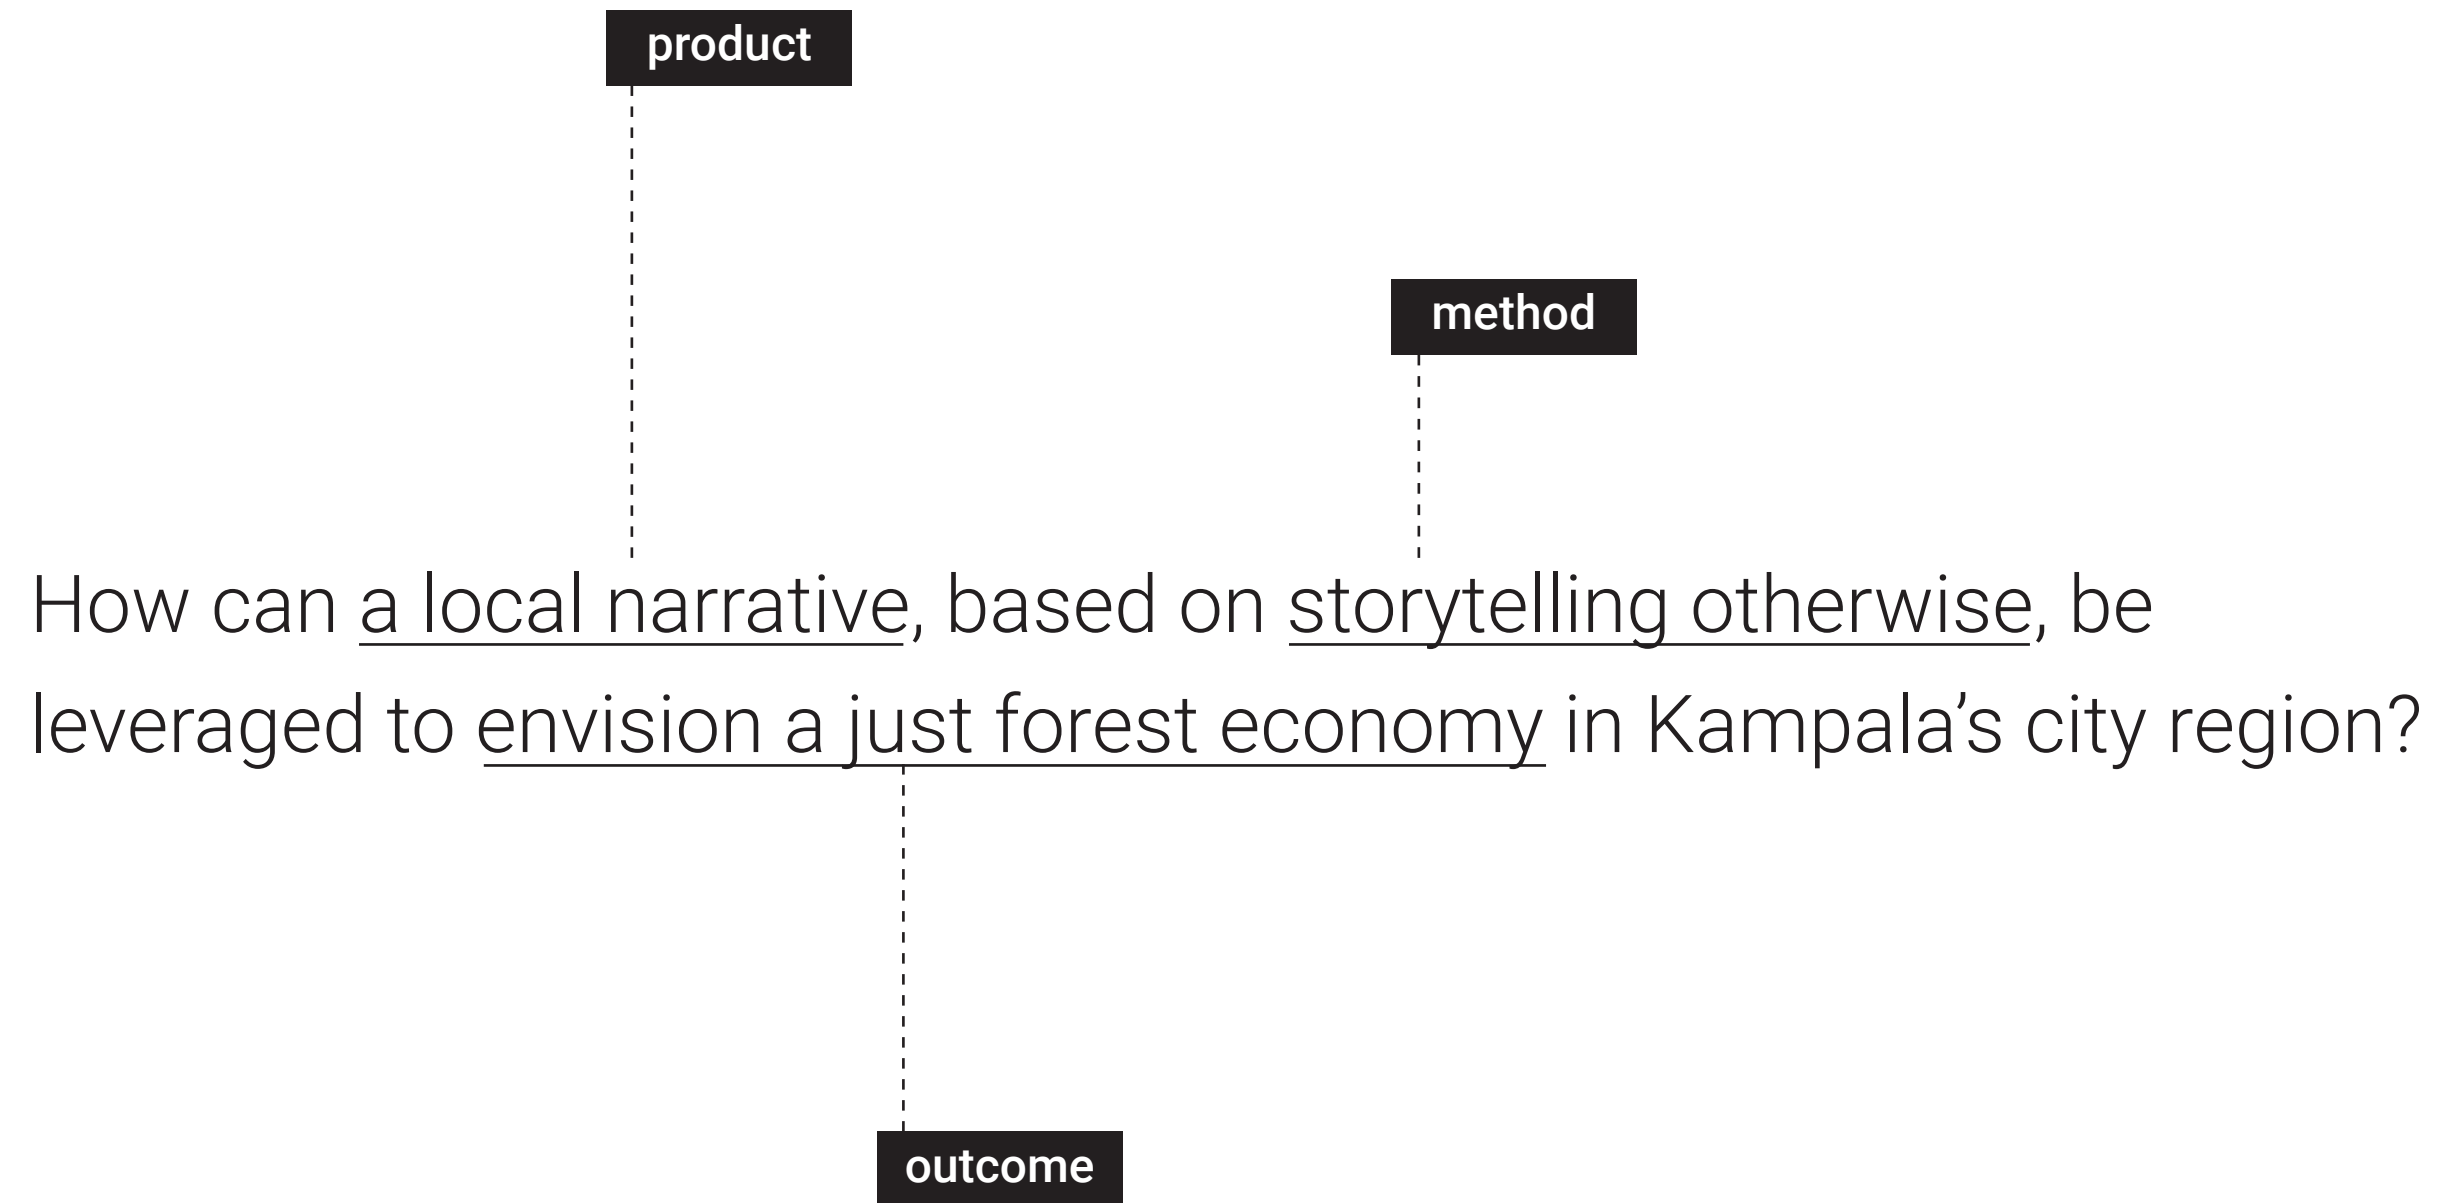 product
method
How can a local narrative, based on storytelling otherwise, be
leveraged to envision a just forest economy in Kampala’s city region?
outcome